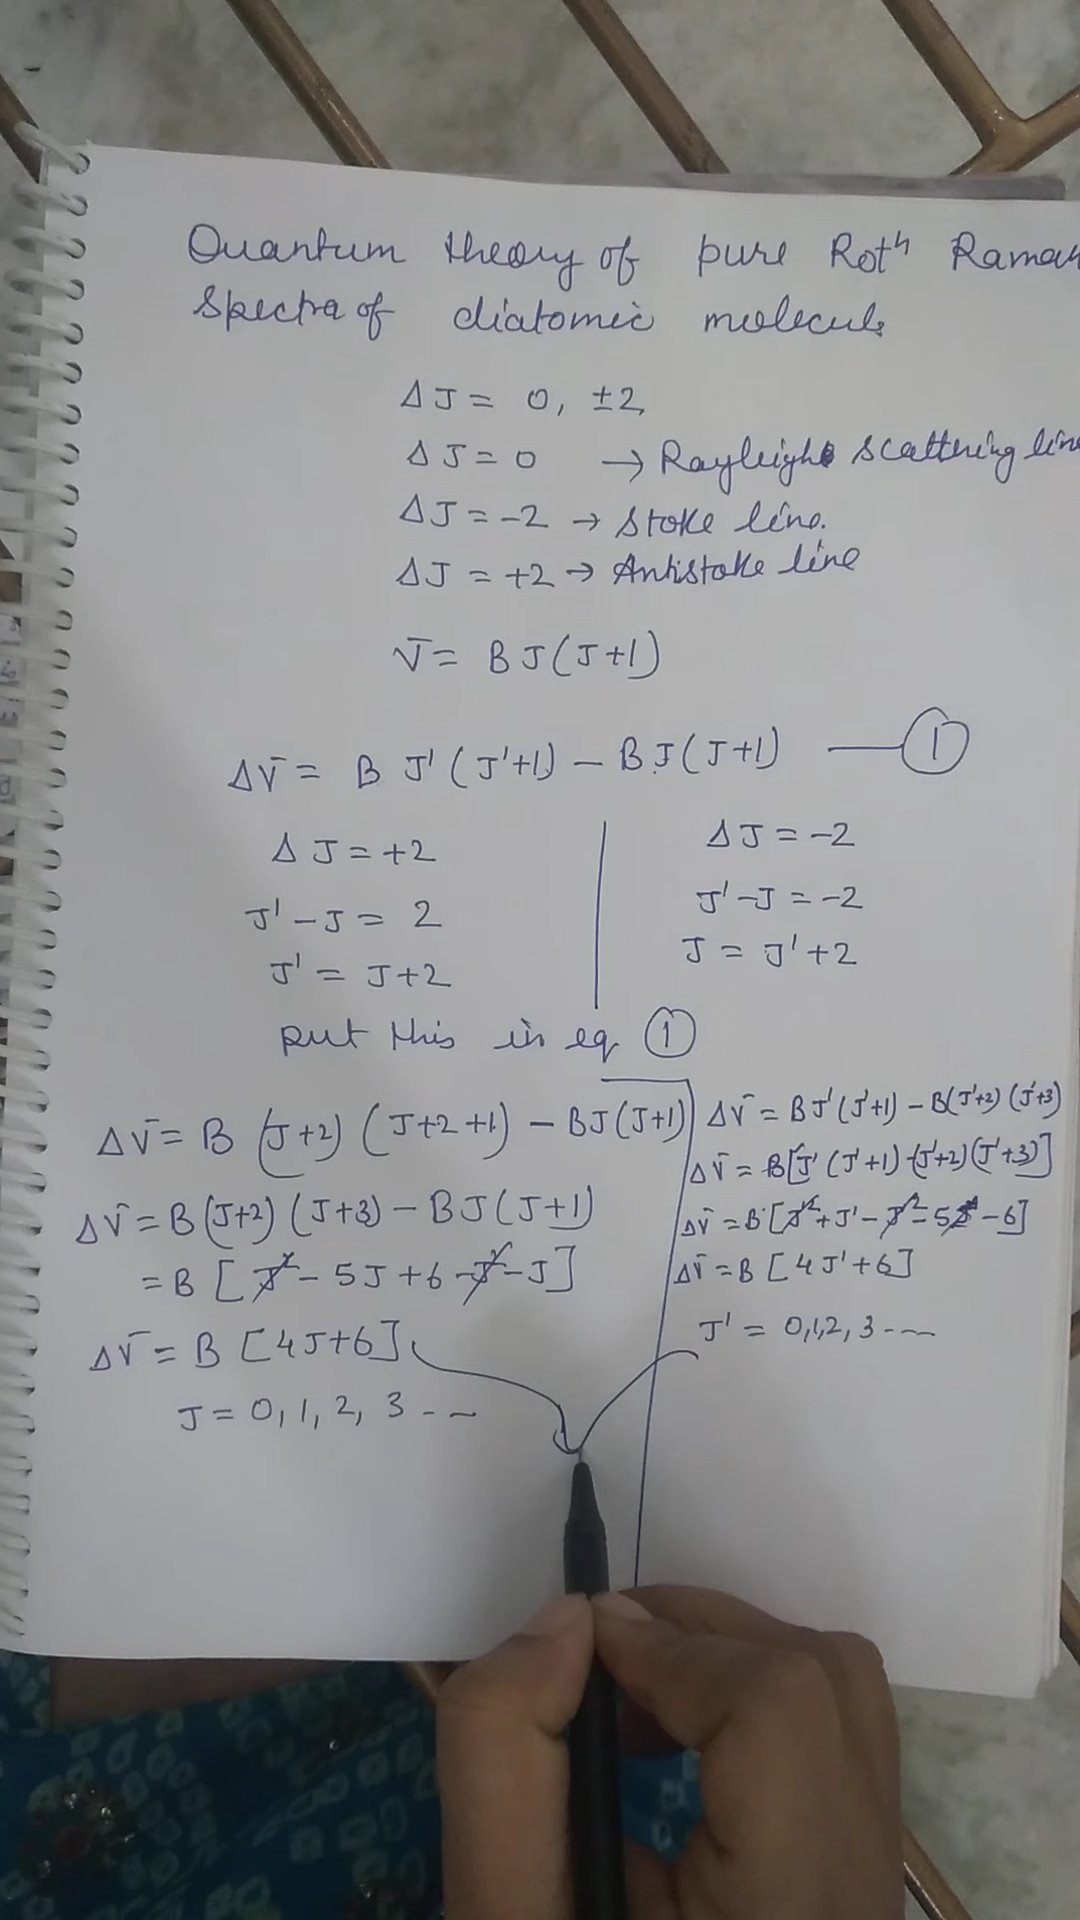 Quantum theory of pure Rotⁿ Raman
Spectra of diatomic molecule
ΔJ = 0, ±2,
ΔJ = 0 → Rayleigh scattering line
ΔJ = -2 → Stoke line.
ΔJ = +2 → Antistoke line
ν̅ = BJ(J+1)
Δν̅ = B J'(J'+1) - BJ(J+1) — ①
ΔJ = +2
J' - J = 2
J' = J+2
ΔJ = -2
J' - J = -2
J = J'+2
put this in eq ①
Δν̅ = B (J+2) (J+2+1) - BJ(J+1)
Δν̅ = B(J+2) (J+3) - BJ(J+1)
= B [J² - 5J + 6 - J² - J]
Δν̅ = B [4J+6]
J = 0, 1, 2, 3 - -
Δν̅ = BJ'(J'+1) - B(J'+2) (J'+3)
Δν̅ = B[J'(J'+1) -(J'+2)(J'+3)]
Δν̅ = B[J'² + J' - J'² - 5J' - 6]
Δν̅ = B [4J'+6]
J' = 0,1,2, 3 - --